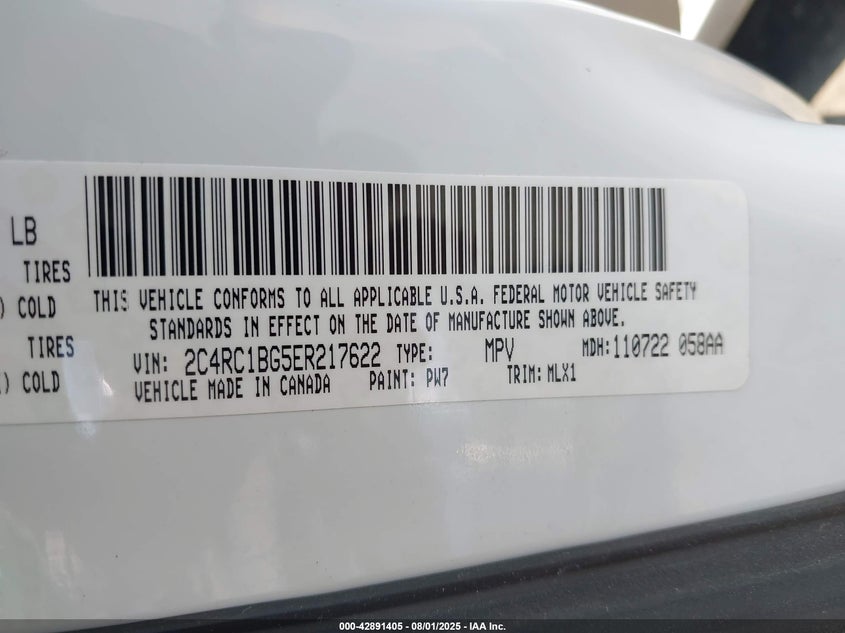 LB
TIRES
) COLD
TIRES
) COLD
THIS VEHICLE CONFORMS TO ALL APPLICABLE U.S.A. FEDERAL MOTOR VEHICLE SAFETY
STANDARDS IN EFFECT ON THE DATE OF MANUFACTURE SHOWN ABOVE.
VIN: 2C4RC1BG5ER217622 TYPE: MPV MDH: 110722 058AA
VEHICLE MADE IN CANADA PAINT: PW7 TRIM: MLX1
000-42891405 - 08/01/2025 - IAA Inc.